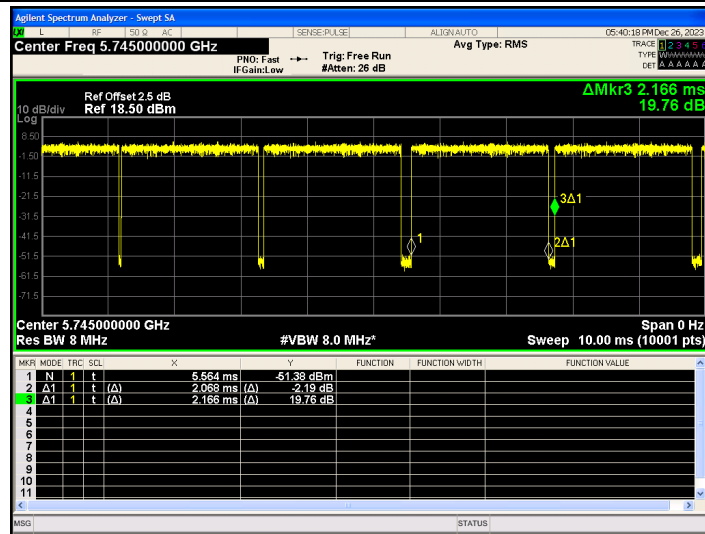 Agilent Spectrum Analyzer - Swept SA
LXI L RF 50 Ω AC SENSE:PULSE ALIGN AUTO 05:40:18 PM Dec 26, 2023
Center Freq 5.745000000 GHz
Avg Type: RMS
TRACE 1 2 3 4 5 6
PNO: Fast Trig: Free Run
TYPE W
IFGain:Low #Atten: 26 dB
DET A A A A A
ΔMkr3 2.166 ms
19.76 dB
Ref Offset 2.5 dB
10 dB/div Ref 18.50 dBm
Log
8.50
-1.50
-11.5
-21.5
-31.5
-41.5
-51.5
-61.5
-71.5
3Δ1
1
2Δ1
Center 5.745000000 GHz Span 0 Hz
Res BW 8 MHz #VBW 8.0 MHz* Sweep 10.00 ms (10001 pts)
MKR MODE TRC SCL X Y FUNCTION FUNCTION WIDTH FUNCTION VALUE
1 N 1 t 5.564 ms -51.38 dBm
2 Δ1 1 t (Δ) 2.068 ms (Δ) -2.19 dB
3 Δ1 1 t (Δ) 2.166 ms (Δ) 19.76 dB
4
5
6
7
8
9
10
11
MSG STATUS